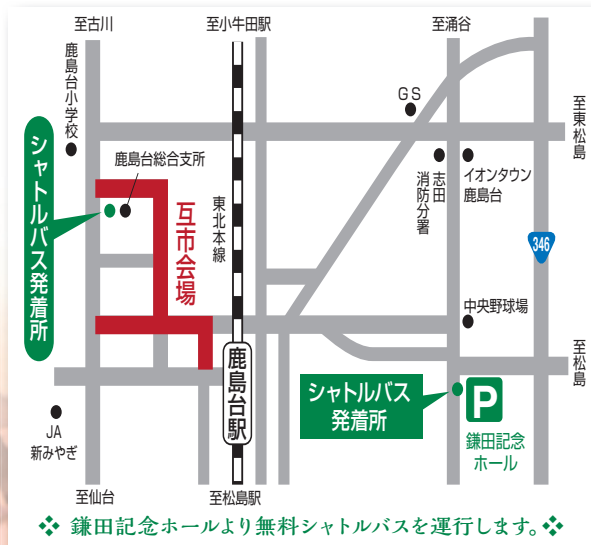 至古川
至小牛田駅
至涌谷
鹿島台小学校
GS
至東松島
シャトルバス発着所
鹿島台総合支所
志田
消防分署
イオンタウン
鹿島台
互市会場
東北本線
346
中央野球場
至松島
鹿島台駅
シャトルバス
発着所
P
JA
新みやぎ
鎌田記念
ホール
至仙台
至松島駅
❖ 鎌田記念ホールより無料シャトルバスを運行します。❖